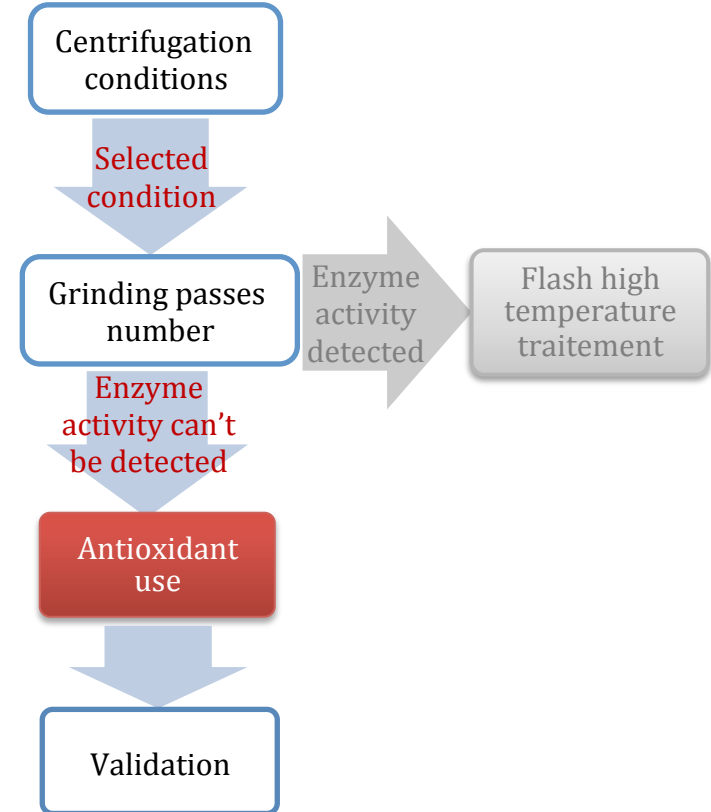 Centrifugation
conditions
Selected
condition
Grinding passes
number
Enzyme
activity
detected
Flash high
temperature
traitement
Enzyme
activity can’t
be detected
Antioxidant
use
Validation